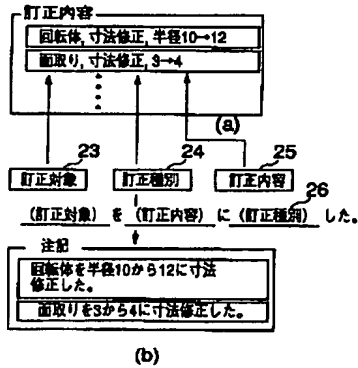 訂正内容
回転体,寸法修正,半径10→12
面取り,寸法修正,3→4
(a)
23
24
25
訂正対象
訂正種別
訂正内容
26
(訂正対象)を(訂正内容)に(訂正種別)した。
注記
回転体を半径10から12に寸法
修正した。
面取りを3から4に寸法修正した。
(b)